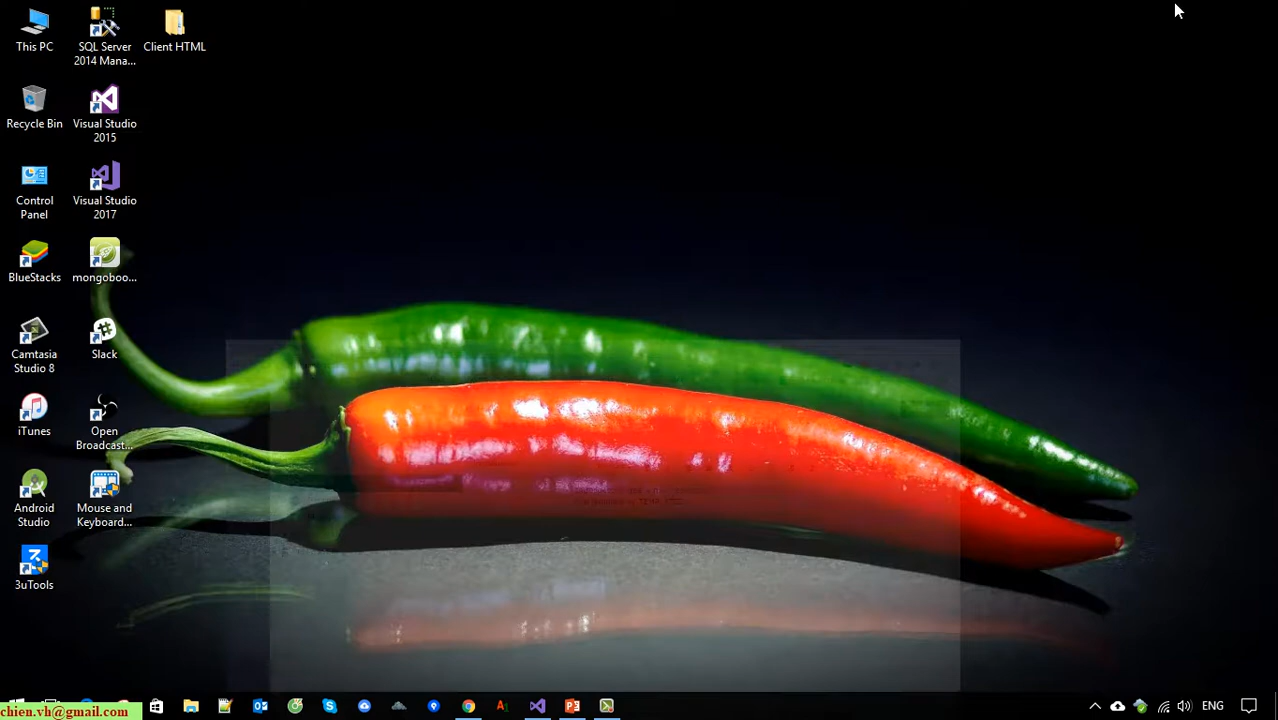 This PC
SQL Server
2014 Mana...
Client HTML
Recycle Bin
Visual Studio
2015
Control
Panel
Visual Studio
2017
BlueStacks
mongoboo...
Camtasia
Studio 8
Slack
iTunes
Open
Broadcast...
Android
Studio
Mouse and
Keyboard...
3uTools
chien.vh@gmail.com
ENG